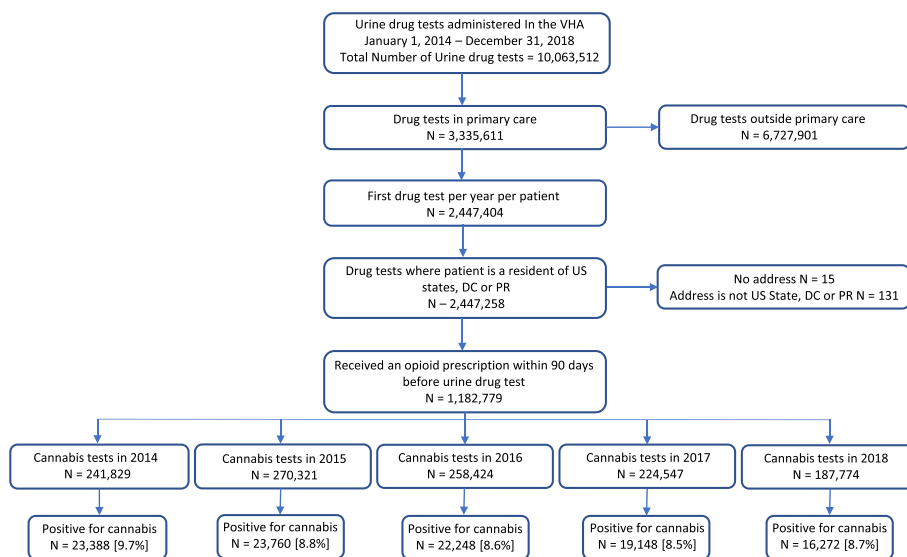 Urine drug tests administered In the VHA
January 1, 2014 – December 31, 2018
Total Number of Urine drug tests = 10,063,512
Drug tests in primary care
N = 3,335,611
Drug tests outside primary care
N = 6,727,901
First drug test per year per patient
N = 2,447,404
Drug tests where patient is a resident of US
states, DC or PR
N – 2,447,258
No address N = 15
Address is not US State, DC or PR N = 131
Received an opioid prescription within 90 days
before urine drug test
N = 1,182,779
Cannabis tests in 2014
N = 241,829
Cannabis tests in 2015
N = 270,321
Cannabis tests in 2016
N = 258,424
Cannabis tests in 2017
N = 224,547
Cannabis tests in 2018
N = 187,774
Positive for cannabis
N = 23,388 [9.7%]
Positive for cannabis
N = 23,760 [8.8%]
Positive for cannabis
N = 22,248 [8.6%]
Positive for cannabis
N = 19,148 [8.5%]
Positive for cannabis
N = 16,272 [8.7%]